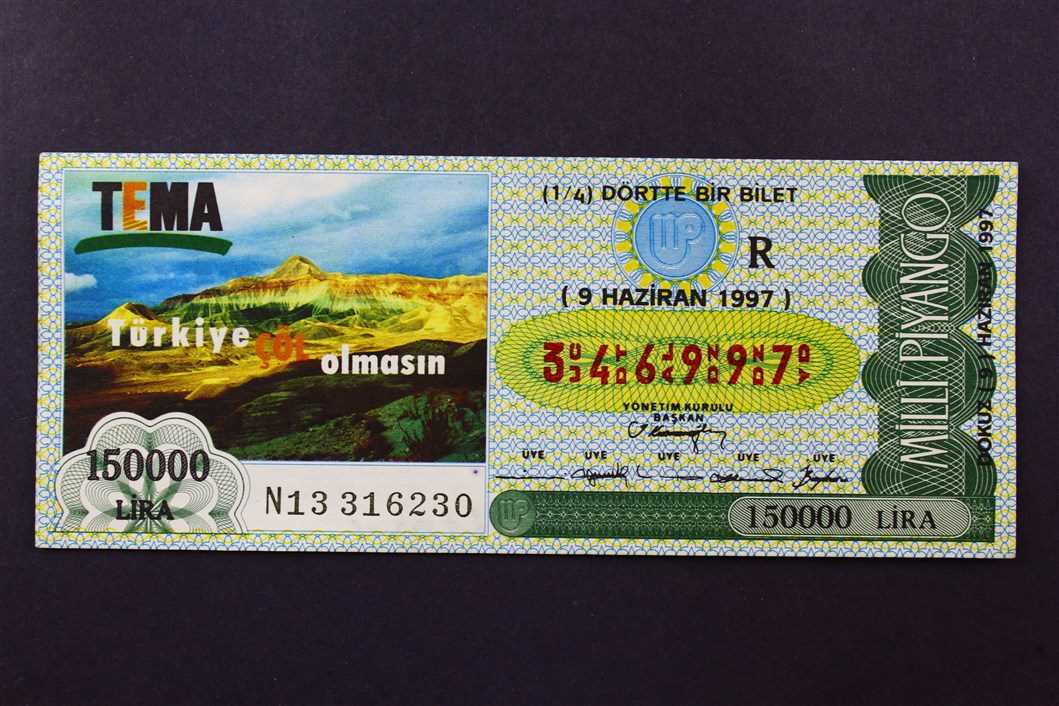 TEMA
Türkiye ÇÖL olmasın
150000
LİRA
N13 316230
(1/4) DÖRTTE BİR BİLET
R
( 9 HAZİRAN 1997 )
3 4 6 9 9 7
YÖNETİM KURULU
BAŞKAN
ÜYE ÜYE ÜYE ÜYE ÜYE
150000 LİRA
MİLLİ PİYANGO
DOKUZ ( 9 ) HAZİRAN 1997